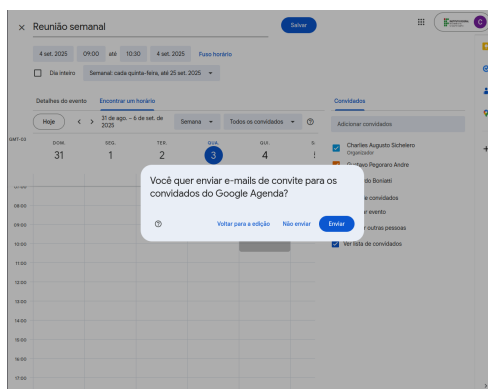 Reunião semanal
Salvar
C
4 set. 2025 09:00 até 10:30 4 set. 2025 Fuso horário
Dia inteiro Semanal: cada quinta-feira, até 25 set. 2025
Detalhes do evento Encontrar um horário
Convidados
Hoje 31 de ago. – 6 de set. de 2025 Semana Todos os convidados
Adicionar convidados
GMT-03
DOM. SEG. TER. QUA. QUI.
31 1 2 3 4
Charlles Augusto Sichelero
Organizador
Gustavo Pegoraro Andre
do Boniatti
Você quer enviar e-mails de convite para os
convidados do Google Agenda?
Voltar para a edição Não enviar Enviar
e convidados
evento
outras pessoas
Ver lista de convidados
08:00
09:00
10:00
11:00
12:00
13:00
14:00
15:00
16:00
17:00